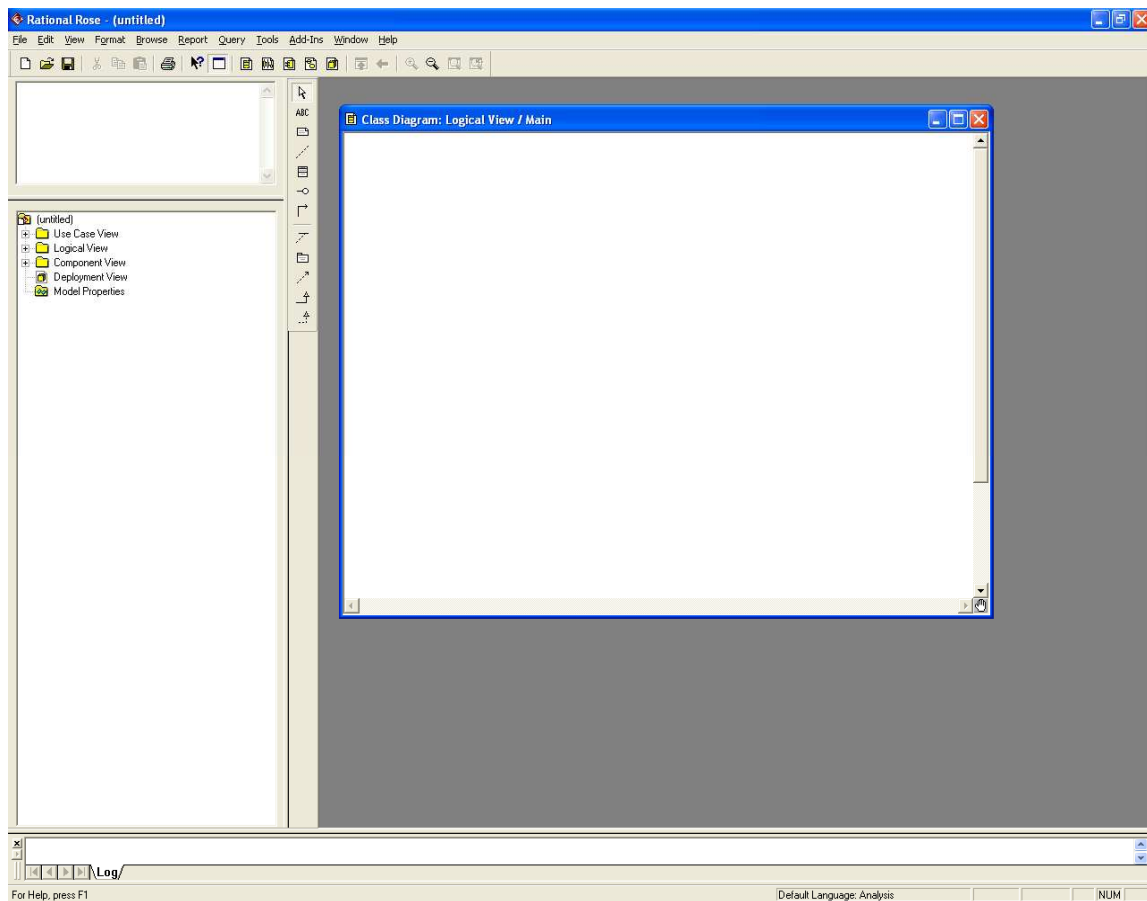 Rational Rose - (untitled)
File Edit View Format Browse Report Query Tools Add-Ins Window Help
ABC
Class Diagram: Logical View / Main
(untitled)
Use Case View
Logical View
Component View
Deployment View
Model Properties
Log
For Help, press F1 Default Language: Analysis NUM